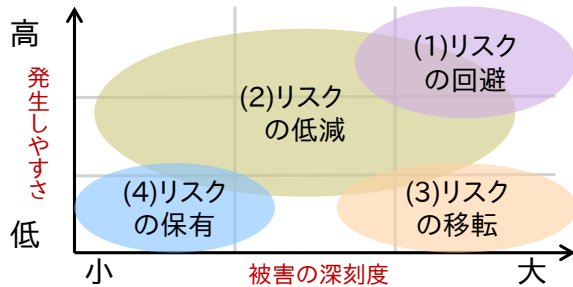 高
発生しやすさ
低
(1)リスク
の回避
(2)リスク
の低減
(3)リスク
の移転
(4)リスク
の保有
小
被害の深刻度
大